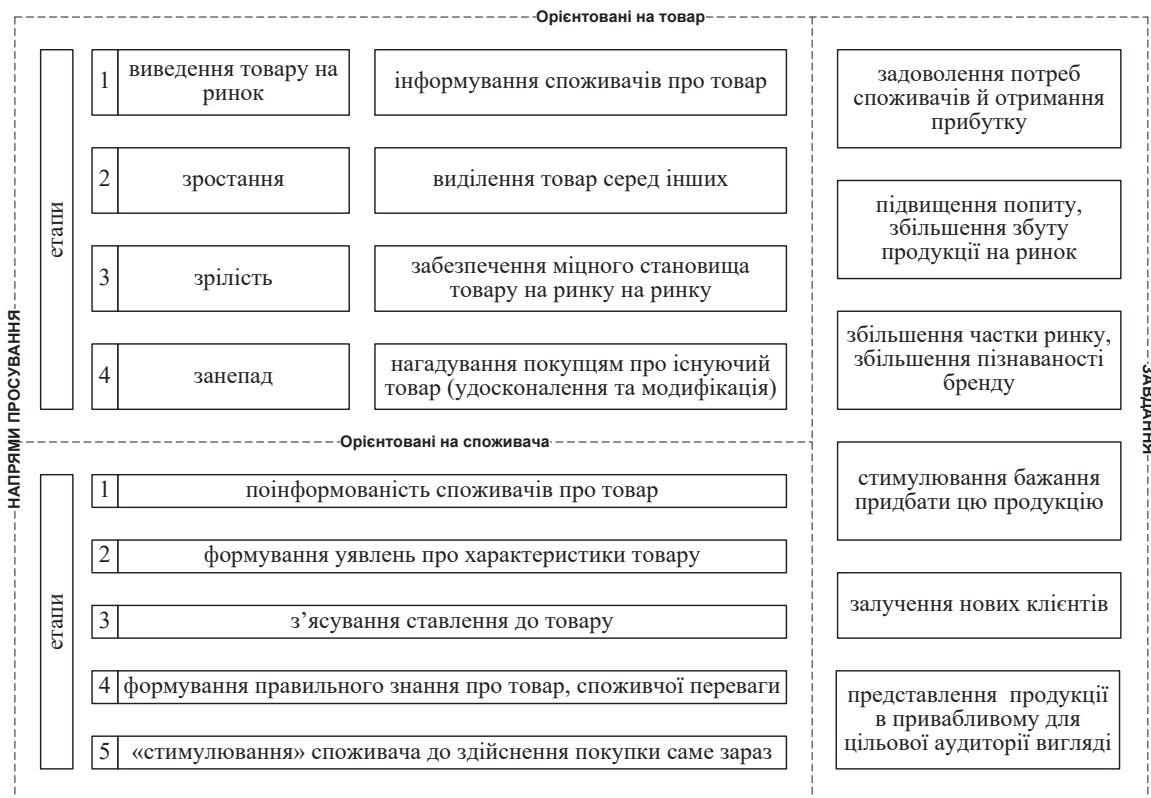 Орієнтовані на товар
НАПРЯМИ ПРОСУВАННЯ
етапи
1
виведення товару на
ринок
інформування споживачів про товар
2
зростання
виділення товар серед інших
3
зрілість
забезпечення міцного становища
товару на ринку на ринку
4
занепад
нагадування покупцям про існуючий
товар (удосконалення та модифікація)
Орієнтовані на споживача
етапи
1
поінформованість споживачів про товар
2
формування уявлень про характеристики товару
3
з’ясування ставлення до товару
4
формування правильного знання про товар, споживчої переваги
5
«стимулювання» споживача до здійснення покупки саме зараз
ЗАВДАННЯ
задоволення потреб
споживачів й отримання
прибутку
підвищення попиту,
збільшення збуту
продукції на ринок
збільшення частки ринку,
збільшення пізнаваності
бренду
стимулювання бажання
придбати цю продукцію
залучення нових клієнтів
представлення продукції
в привабливому для
цільової аудиторії вигляді